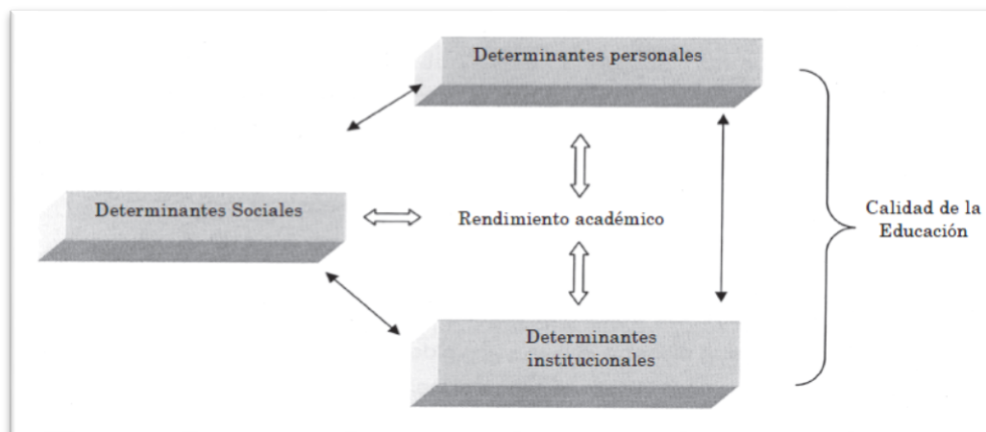 Determinantes personales
Determinantes Sociales
Rendimiento académico
Calidad de la
Educación
Determinantes
institucionales